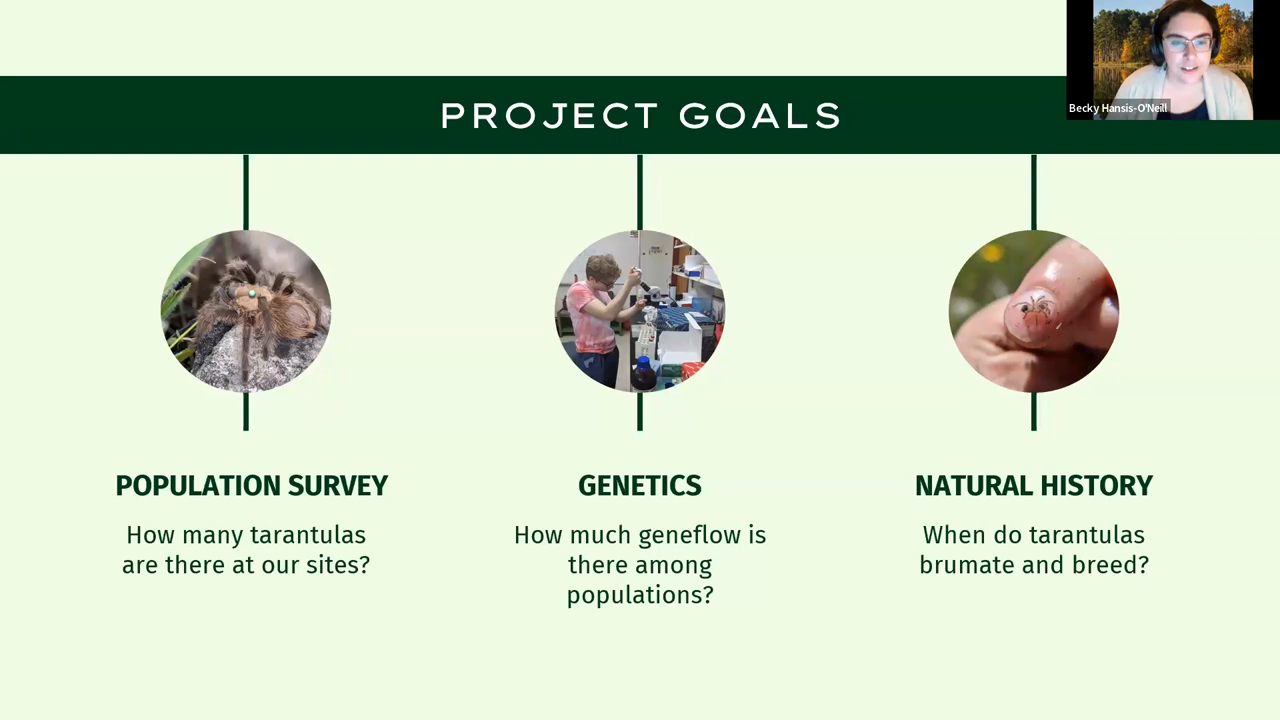 PROJECT GOALS
Becky Hansis-O'Neill
POPULATION SURVEY
How many tarantulas
are there at our sites?
GENETICS
How much geneflow is
there among
populations?
NATURAL HISTORY
When do tarantulas
brumate and breed?